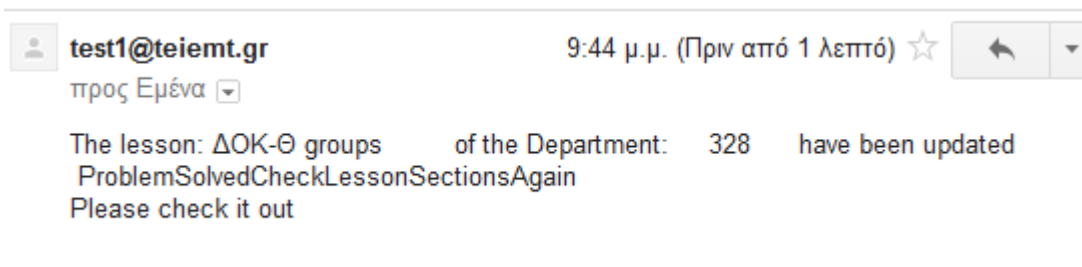 test1@teiemt.gr 9:44 μ.μ. (Πριν από 1 λεπτό)
προς Εμένα
The lesson: ΔΟΚ-Θ groups of the Department: 328 have been updated
ProblemSolvedCheckLessonSectionsAgain
Please check it out